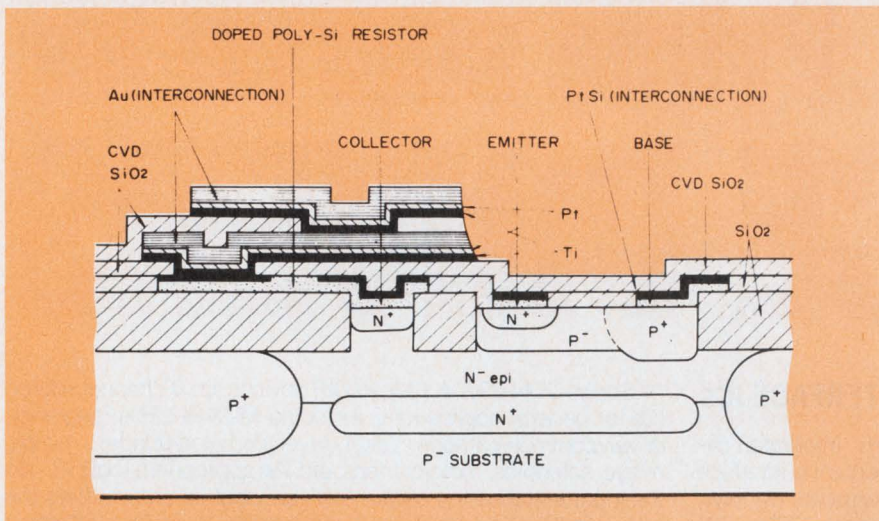 DOPED POLY-Si RESISTOR
Au(INTERCONNECTION)
PtSi(INTERCONNECTION)
CVD
SiO2
COLLECTOR
EMITTER
BASE
CVD SiO2
Pt
SiO2
Ti
N+
N+
P-
P+
N- epi
P+
N+
P+
P- SUBSTRATE